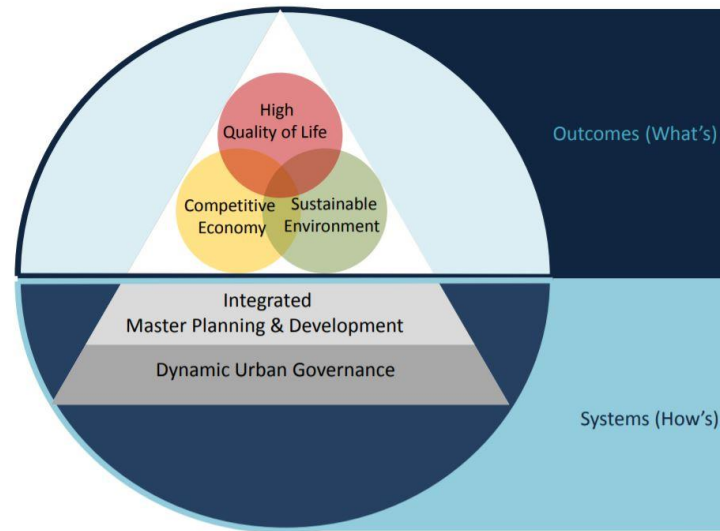 High
Quality of Life
Competitive
Economy
Sustainable
Environment
Outcomes (What's)
Integrated
Master Planning & Development
Dynamic Urban Governance
Systems (How's)